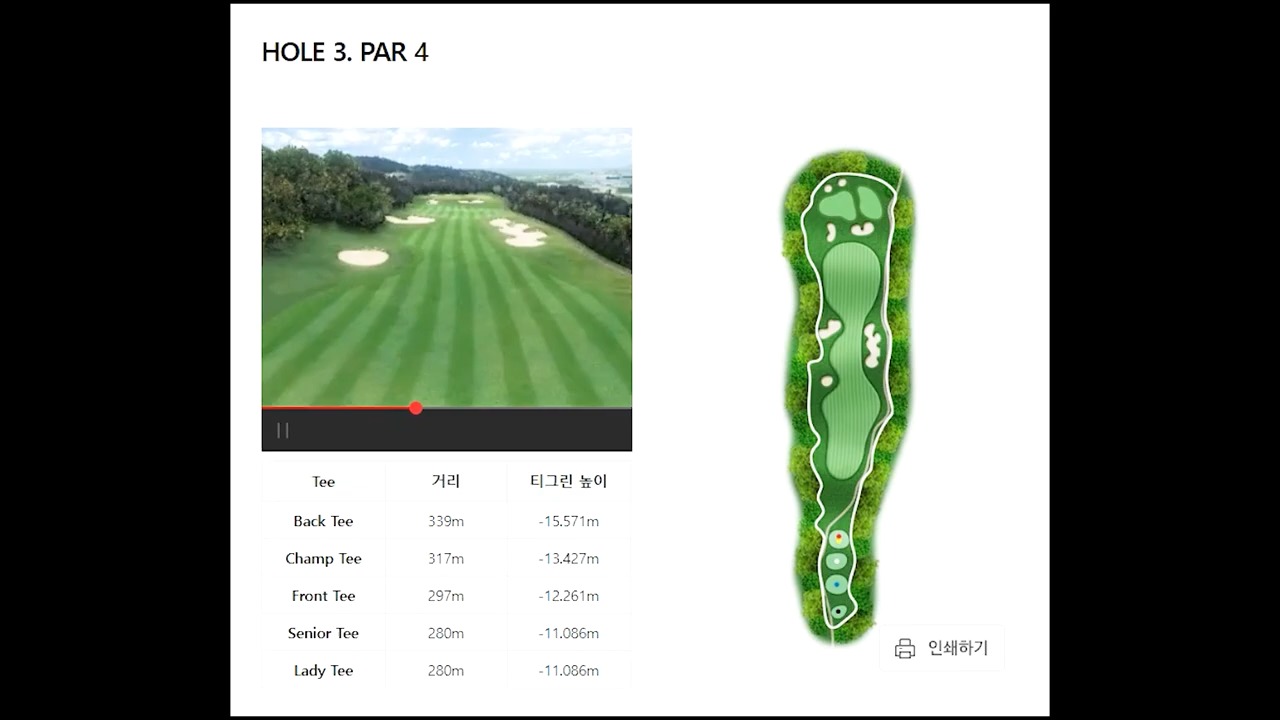 HOLE 3. PAR 4
Tee 거리 티그린 높이
Back Tee 339m -15.571m
Champ Tee 317m -13.427m
Front Tee 297m -12.261m
Senior Tee 280m -11.086m
Lady Tee 280m -11.086m
인쇄하기